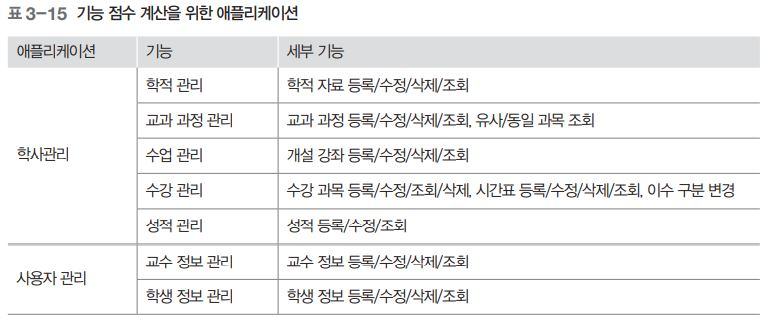 표 3-15 기능 점수 계산을 위한 애플리케이션
애플리케이션 기능 세부 기능
학사관리
학적 관리 학적 자료 등록/수정/삭제/조회
교과 과정 관리 교과 과정 등록/수정/삭제/조회, 유사/동일 과목 조회
수업 관리 개설 강좌 등록/수정/삭제/조회
수강 관리 수강 과목 등록/수정/조회/삭제, 시간표 등록/수정/삭제/조회, 이수 구분 변경
성적 관리 성적 등록/수정/조회
사용자 관리
교수 정보 관리 교수 정보 등록/수정/삭제/조회
학생 정보 관리 학생 정보 등록/수정/삭제/조회